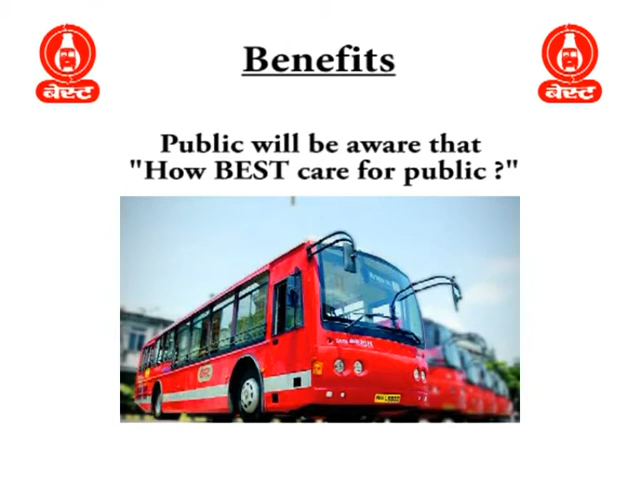 बेस्ट
Benefits
बेस्ट
Public will be aware that
"How BEST care for public ?"